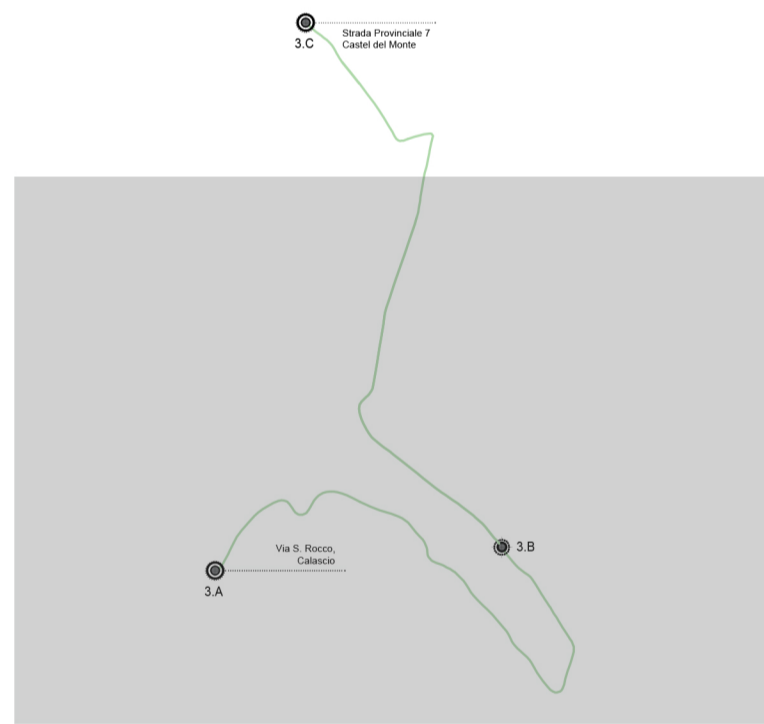 3.C
Strada Provinciale 7
Castel del Monte
3.B
Via S. Rocco,
Calascio
3.A